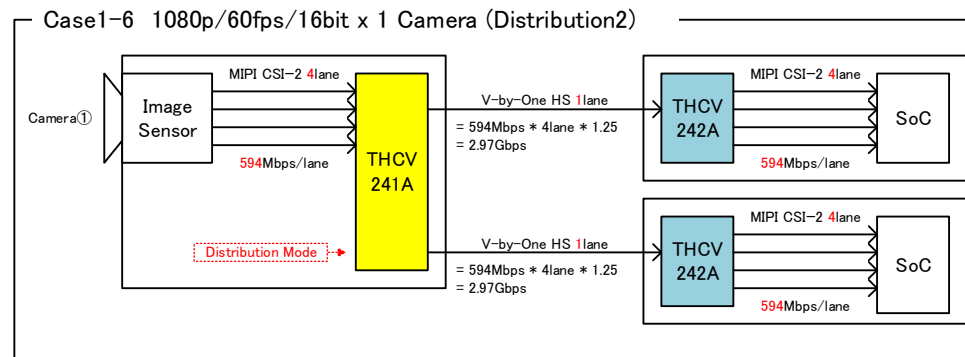 Case1-6 1080p/60fps/16bit x 1 Camera (Distribution2)
Camera①
Image
Sensor
MIPI CSI-2 4lane
594Mbps/lane
THCV
241A
Distribution Mode
V-by-One HS 1lane
= 594Mbps * 4lane * 1.25
= 2.97Gbps
THCV
242A
MIPI CSI-2 4lane
594Mbps/lane
SoC
V-by-One HS 1lane
= 594Mbps * 4lane * 1.25
= 2.97Gbps
THCV
242A
MIPI CSI-2 4lane
594Mbps/lane
SoC